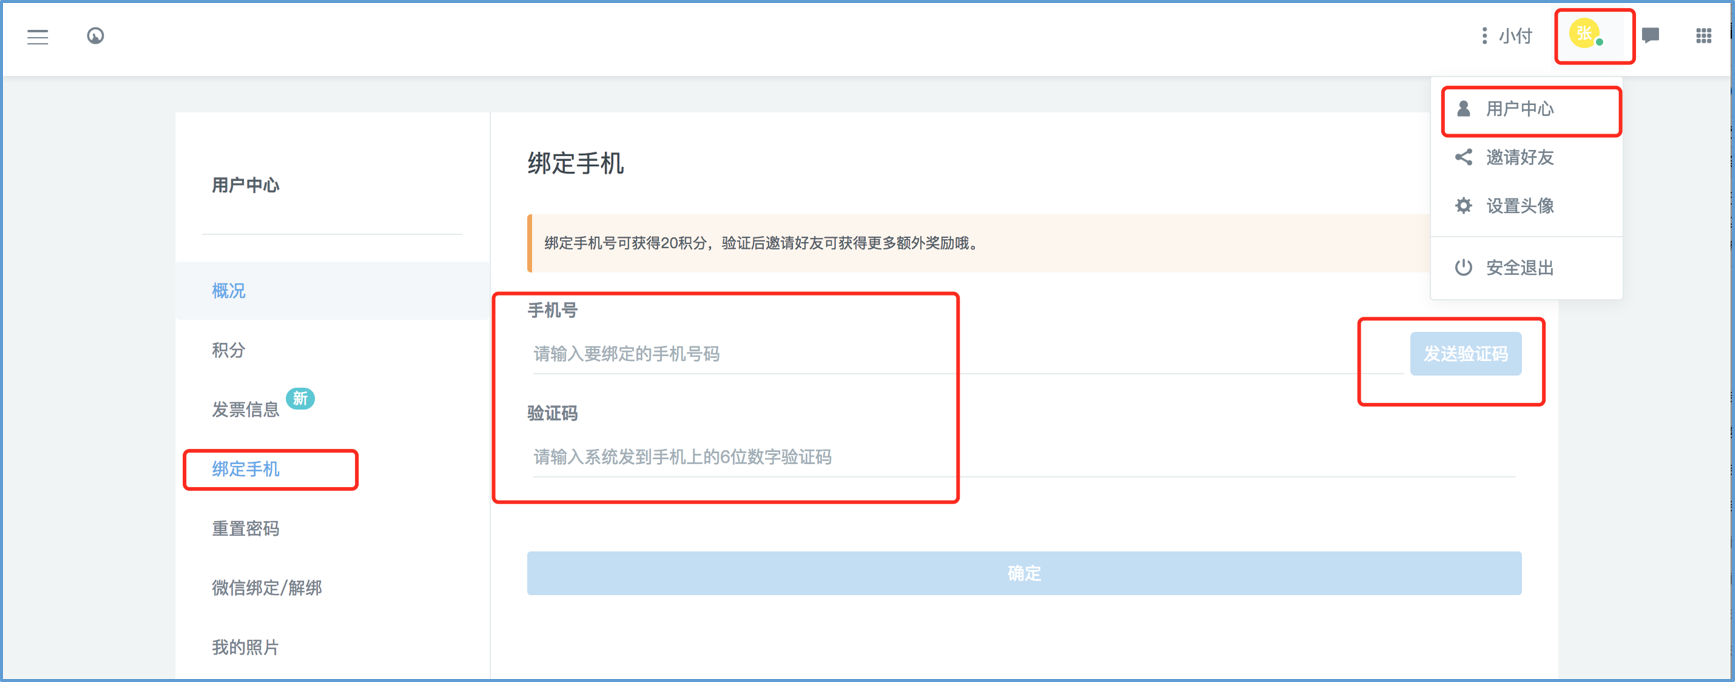 小付
张
用户中心
邀请好友
设置头像
安全退出
用户中心
概况
积分
发票信息 新
绑定手机
重置密码
微信绑定/解绑
我的照片
绑定手机
绑定手机号可获得20积分，验证后邀请好友可获得更多额外奖励哦。
手机号
请输入要绑定的手机号码
发送验证码
验证码
请输入系统发到手机上的6位数字验证码
确定